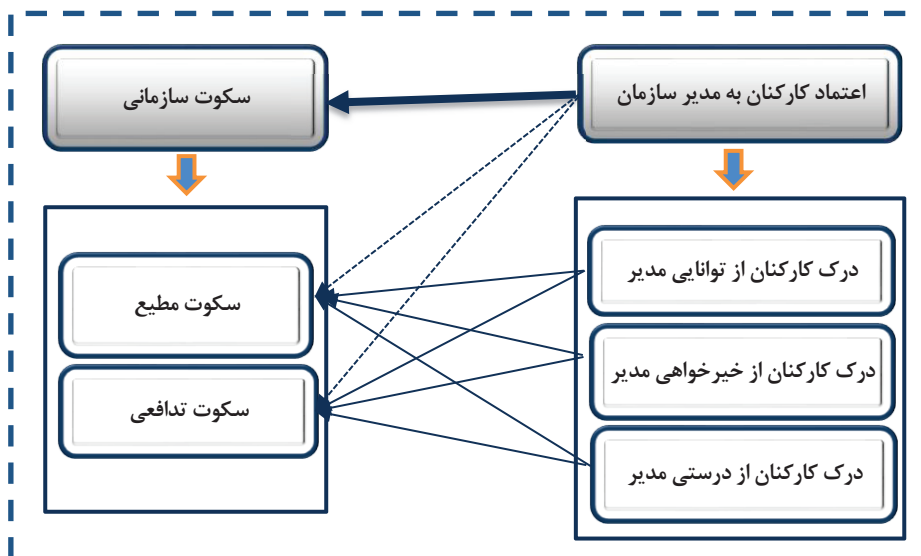 اعتماد کارکنان به مدیر سازمان
سکوت سازمانی
درک کارکنان از توانایی مدیر
درک کارکنان از خیرخواهی مدیر
درک کارکنان از درستی مدیر
سکوت مطیع
سکوت تدافعی